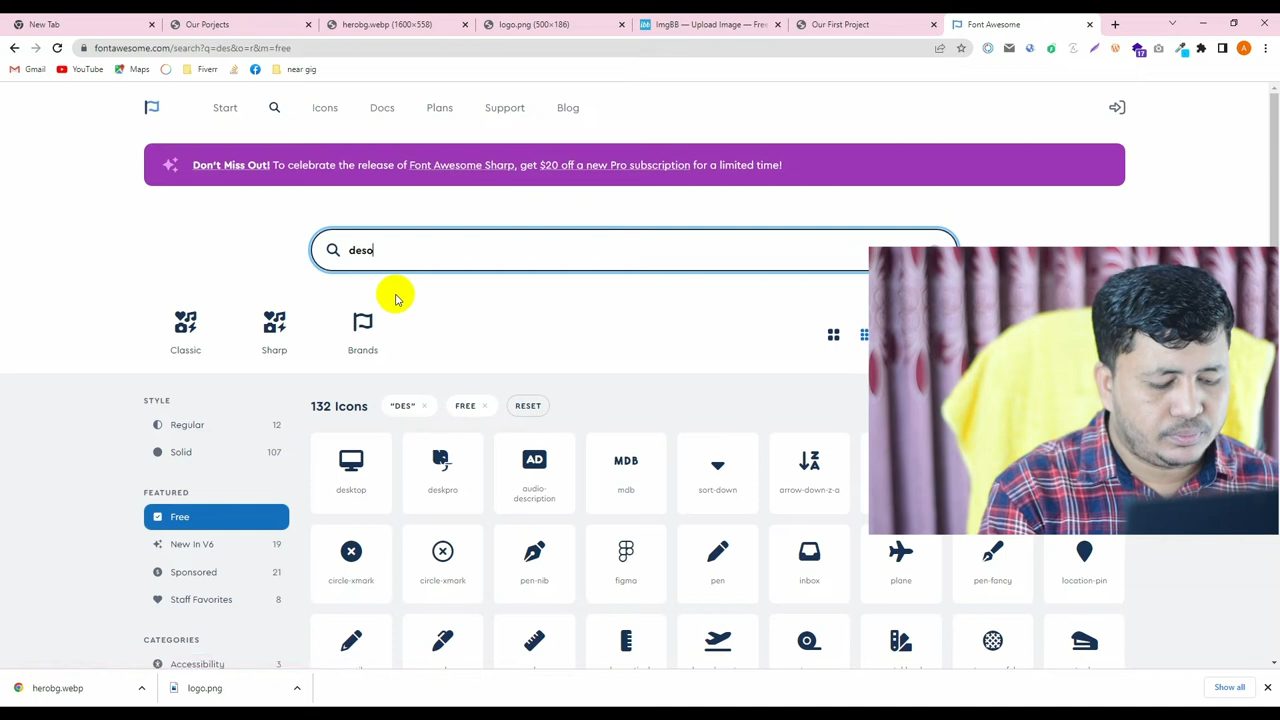 New Tab
Our Porjects
herobg.webp (1600×558)
logo.png (500×186)
ImgBB — Upload Image — Fre
Our First Project
Font Awesome
fontawesome.com/search?q=des&o=r&m=free
17
A
Gmail
YouTube
Maps
Fiverr
near gig
Start
Icons
Docs
Plans
Support
Blog
Don't Miss Out! To celebrate the release of Font Awesome Sharp, get $20 off a new Pro subscription for a limited time!
deso
Classic
Sharp
Brands
STYLE
Regular 12
Solid 107
FEATURED
Free
New In V6 19
Sponsored 21
Staff Favorites 8
CATEGORIES
Accessibility 3
132 Icons
"DES" ×
FREE ×
RESET
AD
MDB
desktop
deskpro
audio-
description
mdb
sort-down
arrow-down-z-a
circle-xmark
circle-xmark
pen-nib
figma
pen
inbox
plane
pen-fancy
location-pin
herobg.webp
logo.png
Show all